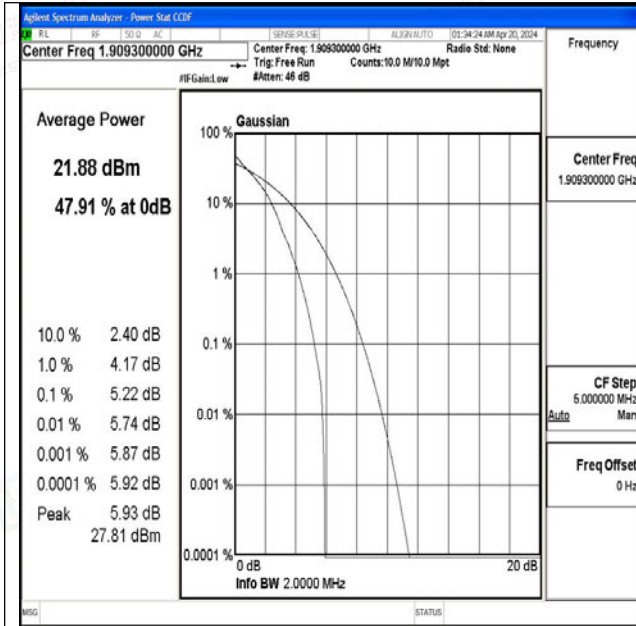 Agilent Spectrum Analyzer - Power Stat CCDF
RL RF 50 Ω AC SENSE:PULSE ALIGNAUTO 01:34:24 AM Apr 20, 2024
Center Freq 1.909300000 GHz
Center Freq: 1.909300000 GHz Radio Std: None
Trig: Free Run Counts:10.0 M/10.0 Mpt
#IFGain:Low #Atten: 46 dB
Frequency
Average Power
21.88 dBm
47.91 % at 0dB
10.0 % 2.40 dB
1.0 % 4.17 dB
0.1 % 5.22 dB
0.01 % 5.74 dB
0.001 % 5.87 dB
0.0001 % 5.92 dB
Peak 5.93 dB
27.81 dBm
Gaussian
100 %
10 %
1 %
0.1 %
0.01 %
0.001 %
0.0001 %
0 dB 20 dB
Info BW 2.0000 MHz
Center Freq
1.909300000 GHz
CF Step
5.000000 MHz
Auto Man
Freq Offset
0 Hz
MSG STATUS